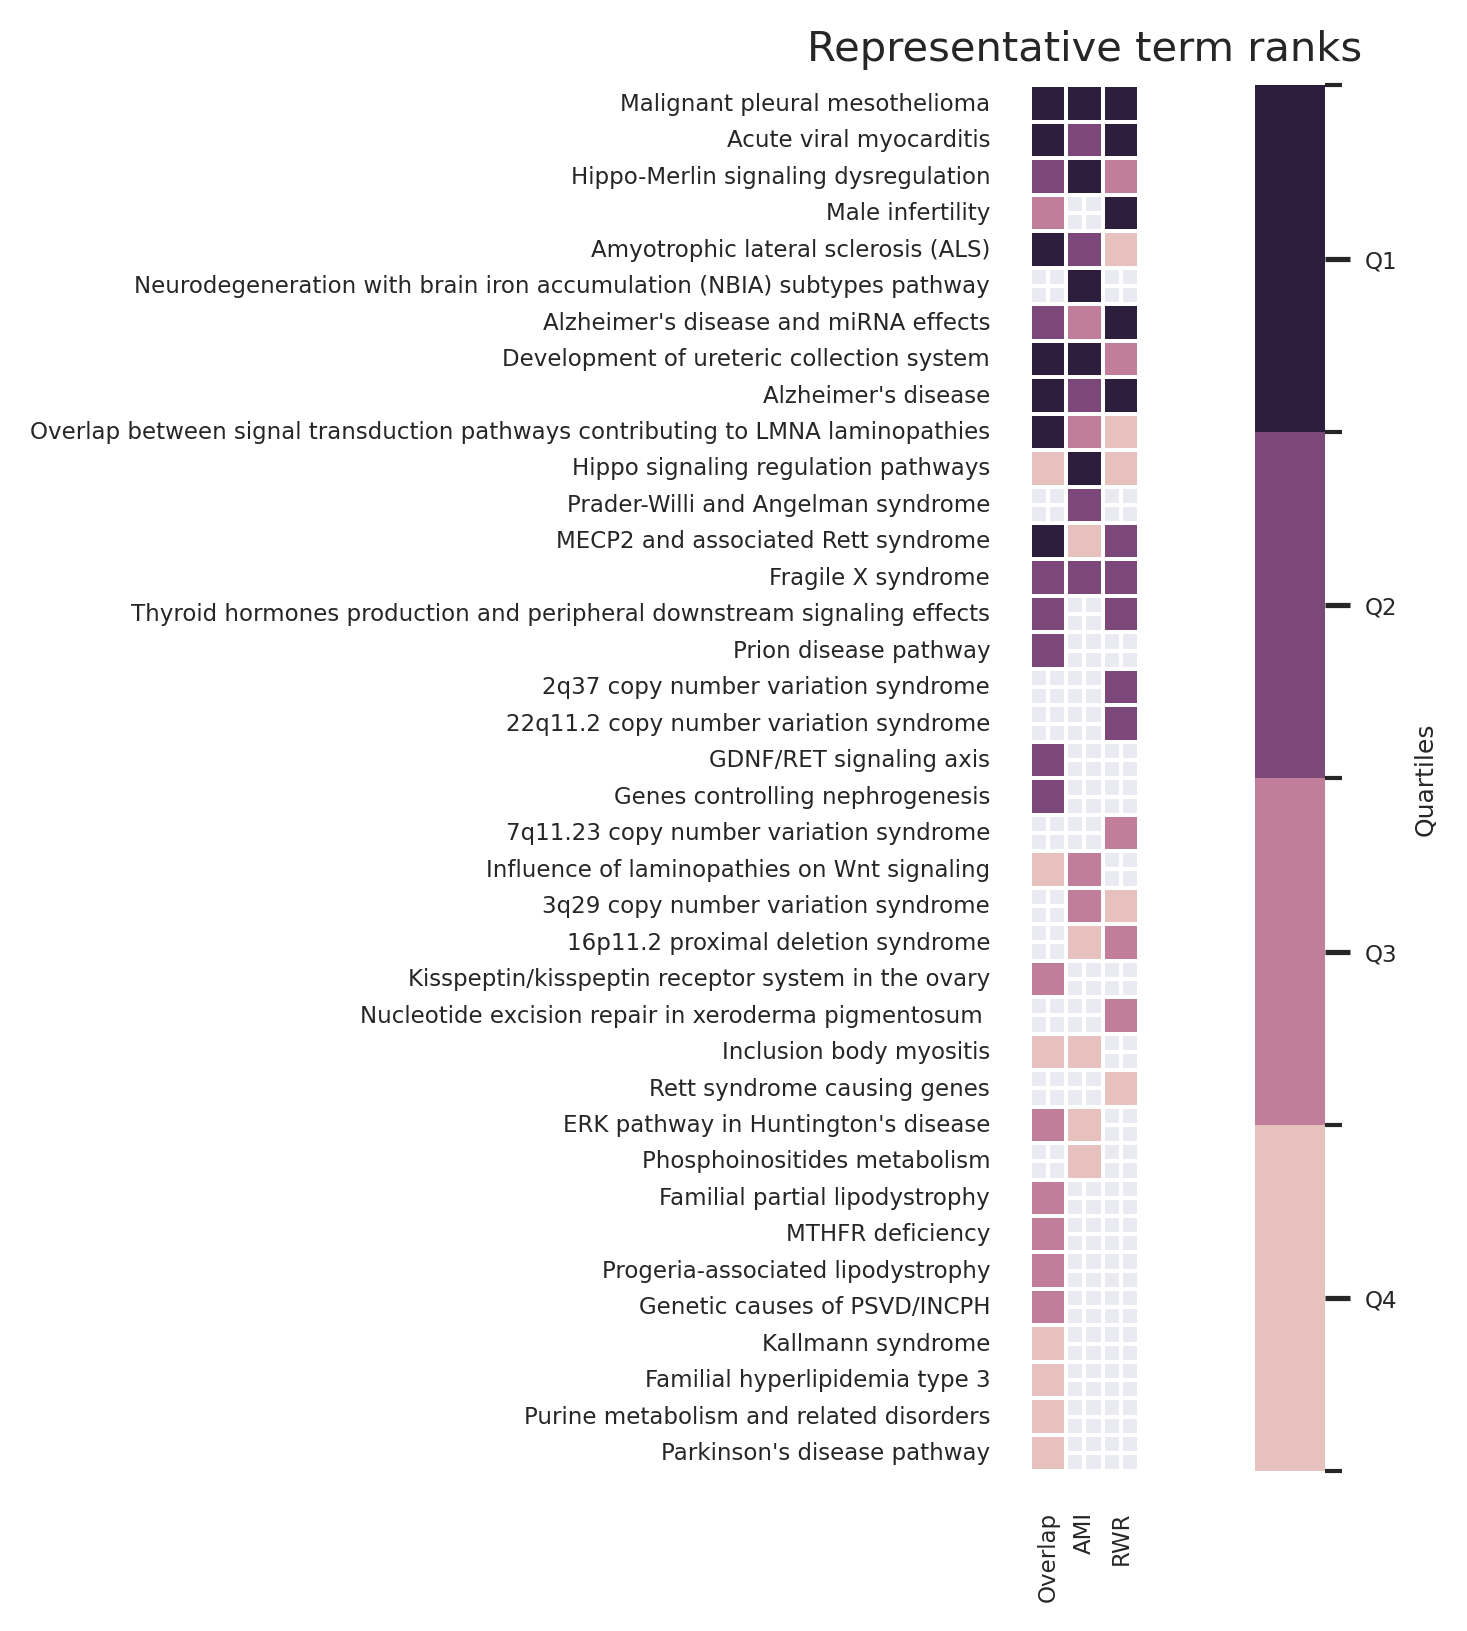 Representative term ranks
Malignant pleural mesothelioma
Acute viral myocarditis
Hippo-Merlin signaling dysregulation
Male infertility
Amyotrophic lateral sclerosis (ALS)
Neurodegeneration with brain iron accumulation (NBIA) subtypes pathway
Alzheimer's disease and miRNA effects
Development of ureteric collection system
Alzheimer's disease
Overlap between signal transduction pathways contributing to LMNA laminopathies
Hippo signaling regulation pathways
Prader-Willi and Angelman syndrome
MECP2 and associated Rett syndrome
Fragile X syndrome
Thyroid hormones production and peripheral downstream signaling effects
Prion disease pathway
2q37 copy number variation syndrome
22q11.2 copy number variation syndrome
GDNF/RET signaling axis
Genes controlling nephrogenesis
7q11.23 copy number variation syndrome
Influence of laminopathies on Wnt signaling
3q29 copy number variation syndrome
16p11.2 proximal deletion syndrome
Kisspeptin/kisspeptin receptor system in the ovary
Nucleotide excision repair in xeroderma pigmentosum
Inclusion body myositis
Rett syndrome causing genes
ERK pathway in Huntington's disease
Phosphoinositides metabolism
Familial partial lipodystrophy
MTHFR deficiency
Progeria-associated lipodystrophy
Genetic causes of PSVD/INCPH
Kallmann syndrome
Familial hyperlipidemia type 3
Purine metabolism and related disorders
Parkinson's disease pathway
Overlap
AMI
RWR
Q1
Q2
Q3
Q4
Quartiles